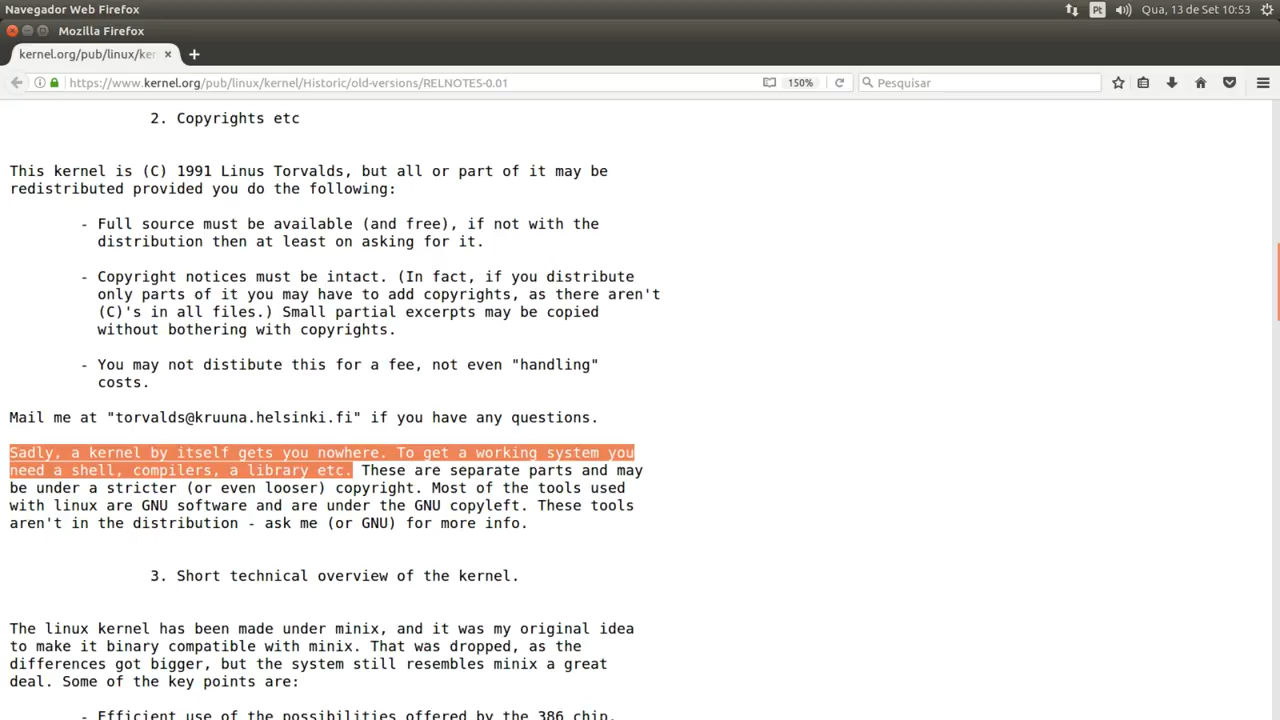 Navegador Web Firefox
Pt
Qua, 13 de Set 10:53
Mozilla Firefox
kernel.org/pub/linux/ke
https://www.kernel.org/pub/linux/kernel/Historic/old-versions/RELNOTES-0.01
150%
Pesquisar
2. Copyrights etc
This kernel is (C) 1991 Linus Torvalds, but all or part of it may be
redistributed provided you do the following:
- Full source must be available (and free), if not with the
distribution then at least on asking for it.
- Copyright notices must be intact. (In fact, if you distribute
only parts of it you may have to add copyrights, as there aren't
(C)'s in all files.) Small partial excerpts may be copied
without bothering with copyrights.
- You may not distibute this for a fee, not even "handling"
costs.
Mail me at "torvalds@kruuna.helsinki.fi" if you have any questions.
Sadly, a kernel by itself gets you nowhere. To get a working system you
need a shell, compilers, a library etc. These are separate parts and may
be under a stricter (or even looser) copyright. Most of the tools used
with linux are GNU software and are under the GNU copyleft. These tools
aren't in the distribution - ask me (or GNU) for more info.
3. Short technical overview of the kernel.
The linux kernel has been made under minix, and it was my original idea
to make it binary compatible with minix. That was dropped, as the
differences got bigger, but the system still resembles minix a great
deal. Some of the key points are:
- Efficient use of the possibilities offered by the 386 chip.